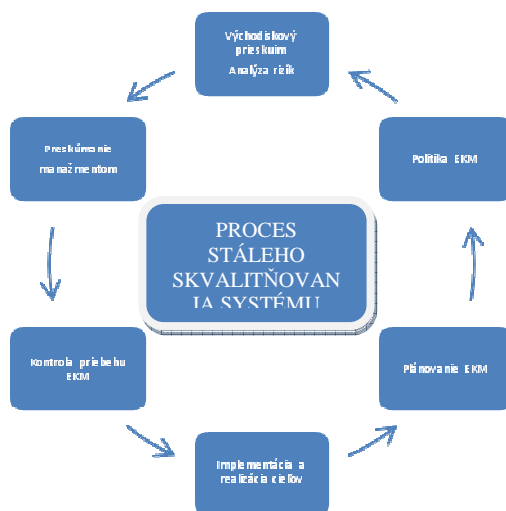 Východiskový
prieskuim
Analýza rizík
Preskúmanie
manažmentom
Politika EKM
PROCES
STÁLEHO
SKVALITŇOVAN
IA SYSTÉMU
Kontrola priebehu
EKM
Plánovanie EKM
Implementácia a
realizácia cieľov